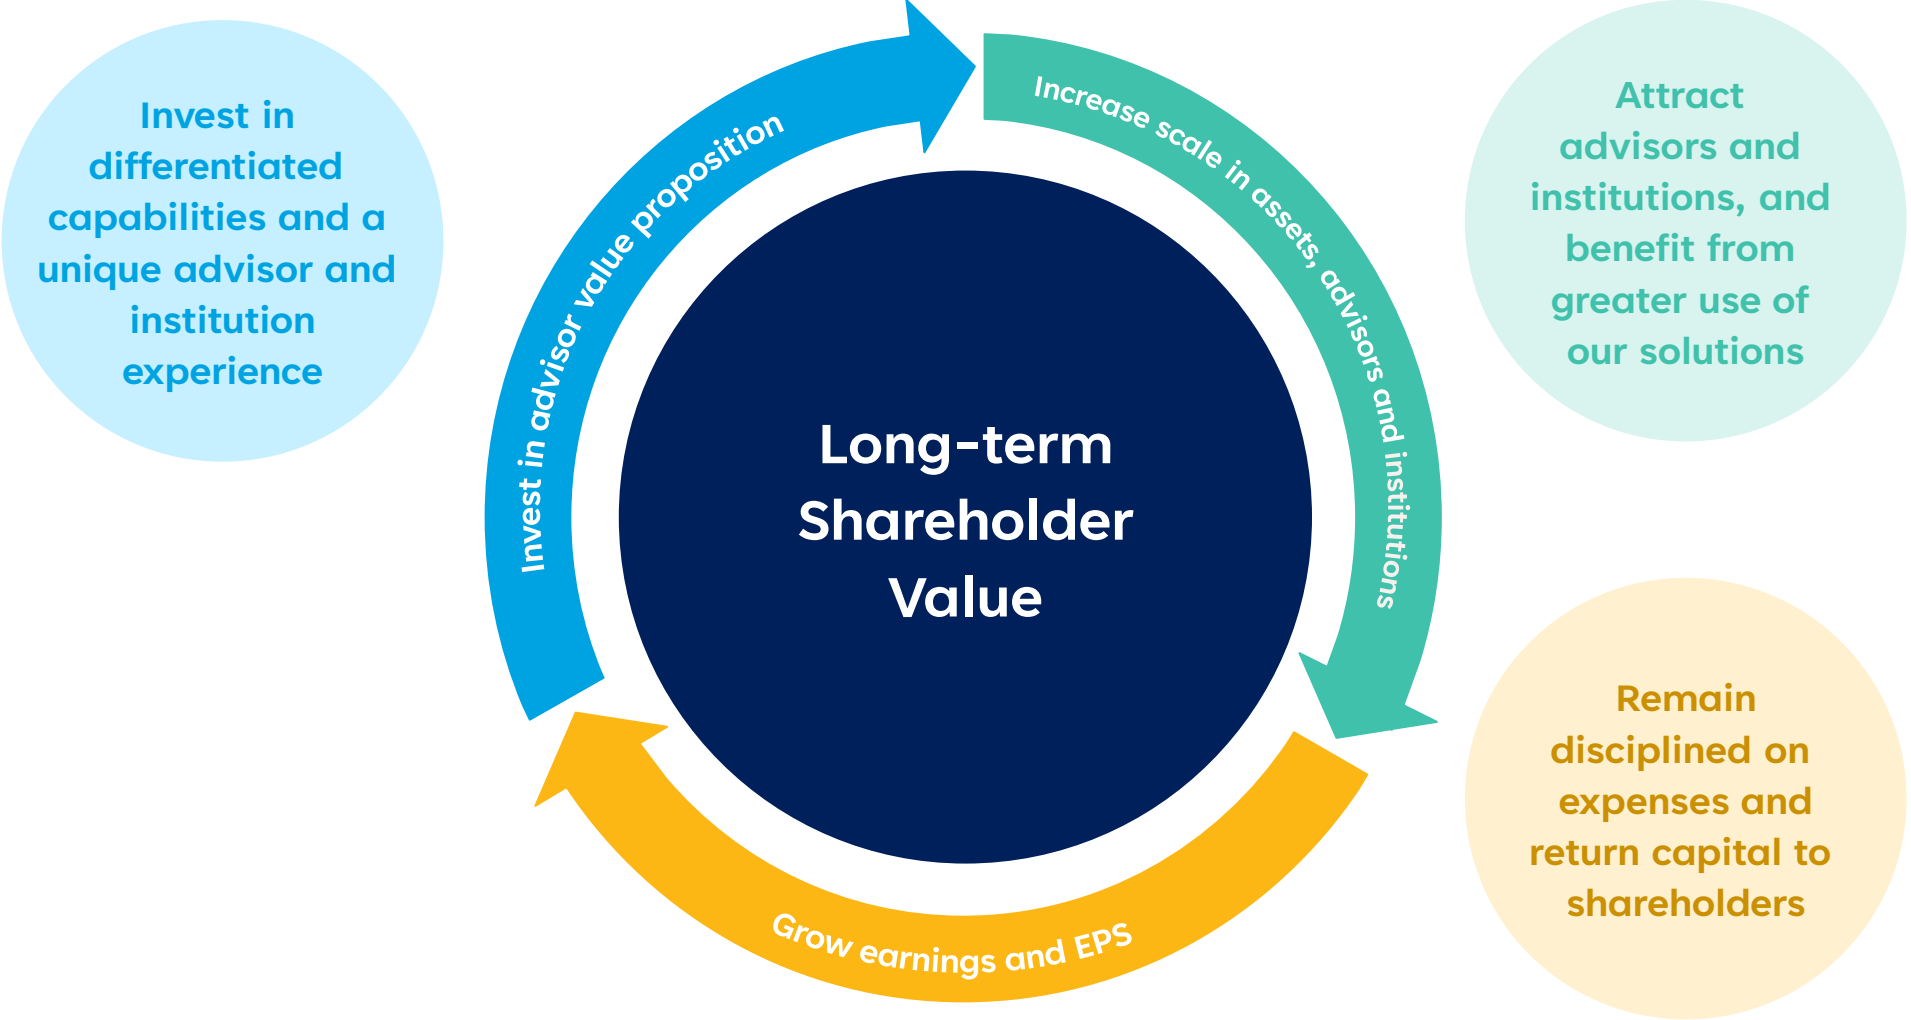 Invest in
differentiated
capabilities and a
unique advisor and
institution
experience
Invest in advisor value proposition
Increase scale in assets, advisors and institutions
Grow earnings and EPS
Long-term
Shareholder
Value
Attract
advisors and
institutions, and
benefit from
greater use of
our solutions
Remain
disciplined on
expenses and
return capital to
shareholders